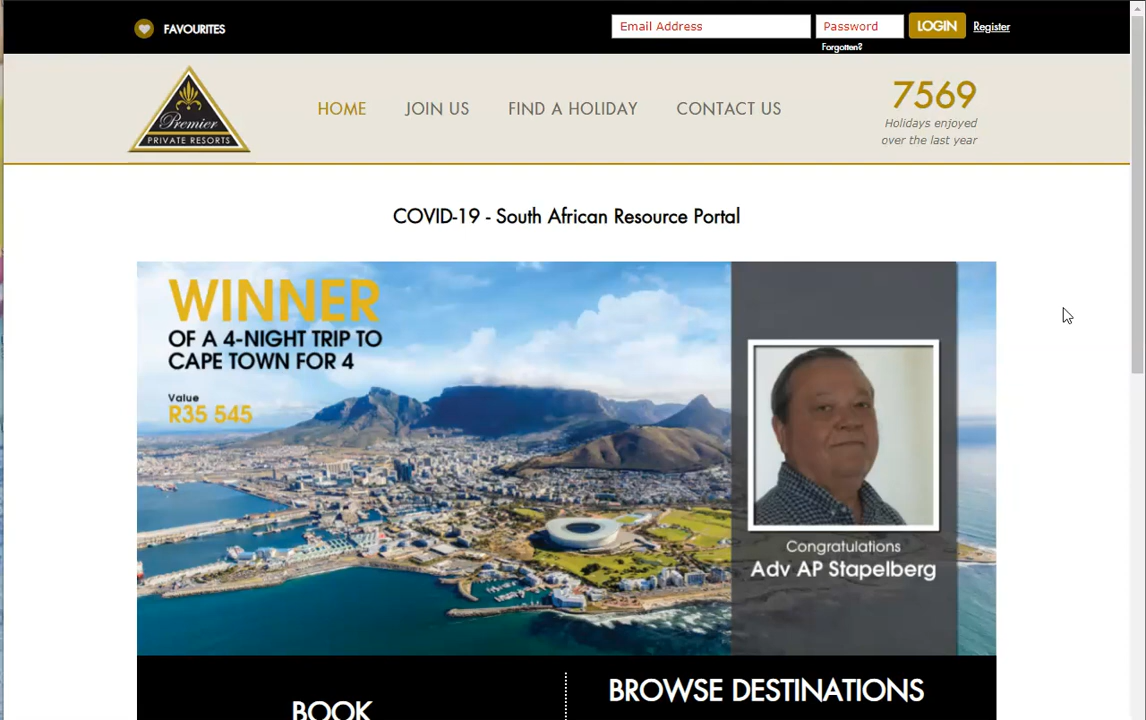 FAVOURITES
Email Address
Password
LOGIN
Register
Forgotten?
Premier
PRIVATE RESORTS
HOME
JOIN US
FIND A HOLIDAY
CONTACT US
7569
Holidays enjoyed
over the last year
COVID-19 - South African Resource Portal
WINNER
OF A 4-NIGHT TRIP TO
CAPE TOWN FOR 4
Value
R35 545
Congratulations
Adv AP Stapelberg
BOOK
BROWSE DESTINATIONS